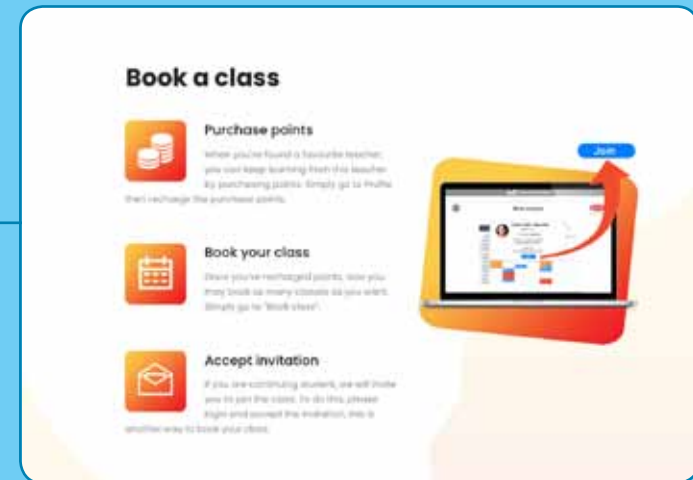 Book a class
Purchase points
When you've found a favourite teacher,
you can keep learning from this teacher
by purchasing points. Simply go to Profile
then recharge the purchase points.
Book your class
Once you've recharged points, now you
may book as many classes as you want.
Simply go to "Book class".
Accept invitation
If you are continuing student, we will invite
you to join the class. To do this, please
login and accept the invitation, this is
another way to book your class.
Join